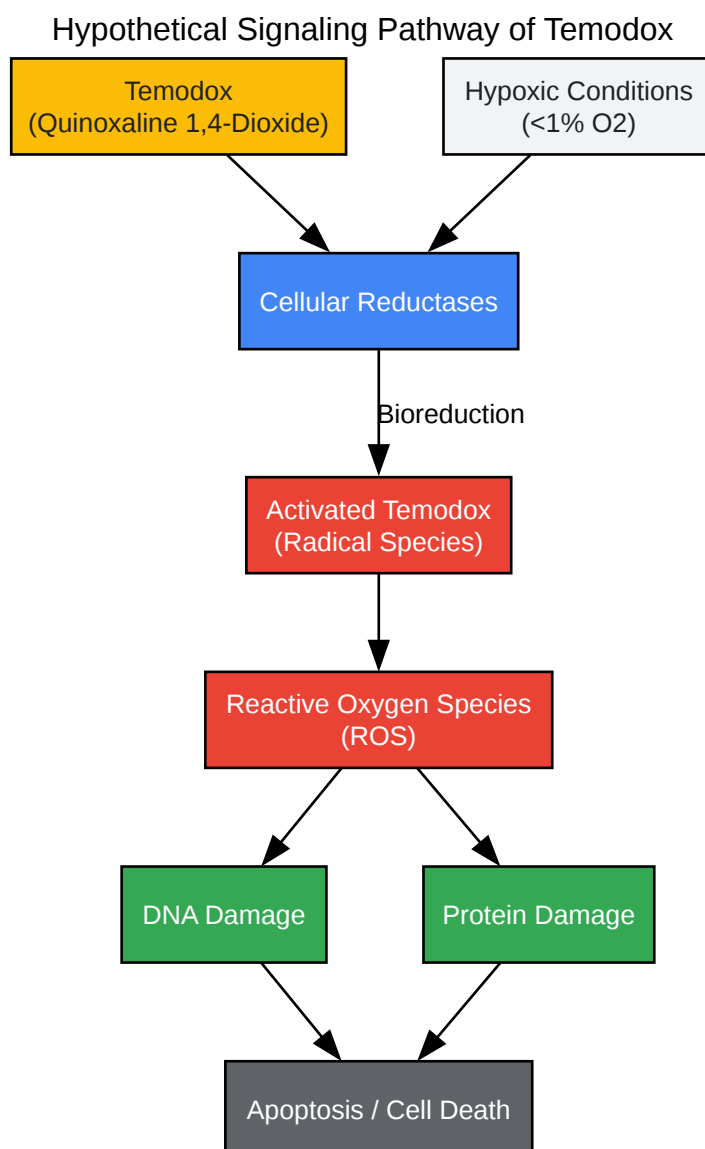 Hypothetical Signaling Pathway of Temodox
Temodox
(Quinoxaline 1,4-Dioxide)
Hypoxic Conditions
(<1% O2)
Cellular Reductases
Bioreduction
Activated Temodox
(Radical Species)
Reactive Oxygen Species
(ROS)
DNA Damage
Protein Damage
Apoptosis / Cell Death